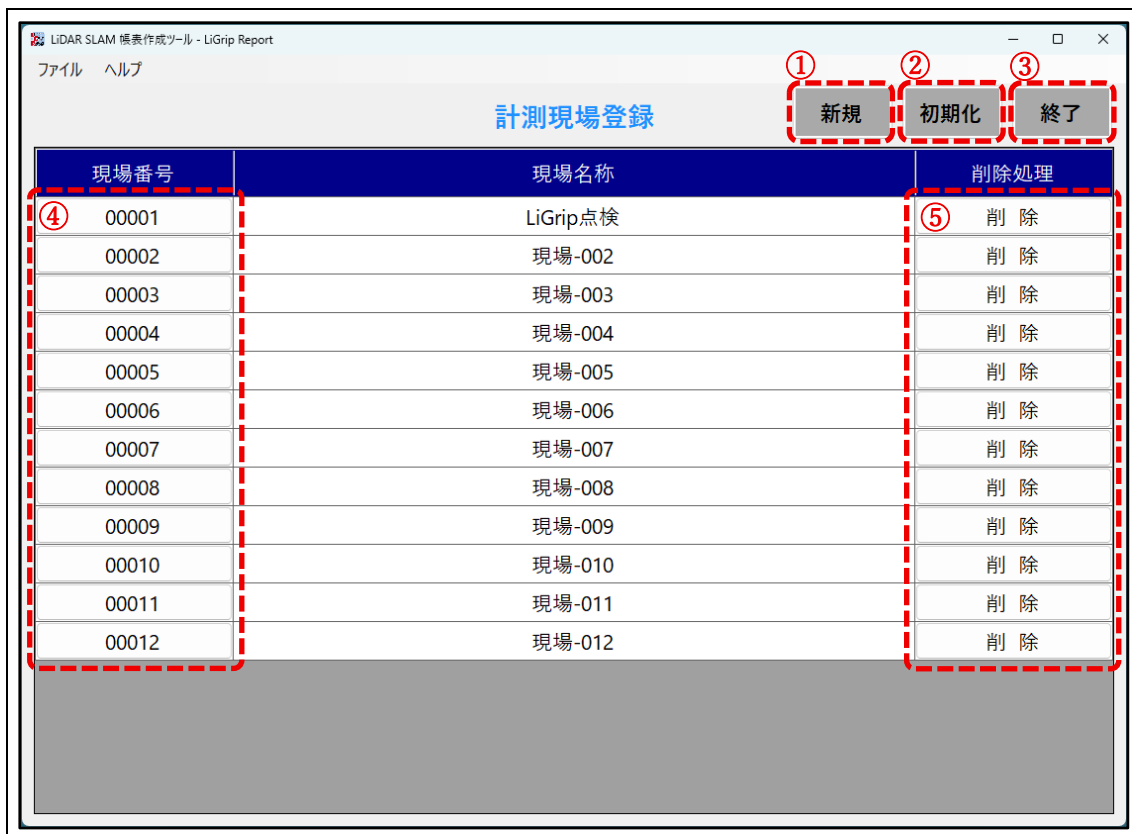 LiDAR SLAM 帳表作成ツール - LiGrip Report
ファイル ヘルプ
① ② ③
計測現場登録 新規 初期化 終了
現場番号 現場名称 削除処理
④ 00001 LiGrip点検 ⑤ 削 除
00002 現場-002 削 除
00003 現場-003 削 除
00004 現場-004 削 除
00005 現場-005 削 除
00006 現場-006 削 除
00007 現場-007 削 除
00008 現場-008 削 除
00009 現場-009 削 除
00010 現場-010 削 除
00011 現場-011 削 除
00012 現場-012 削 除